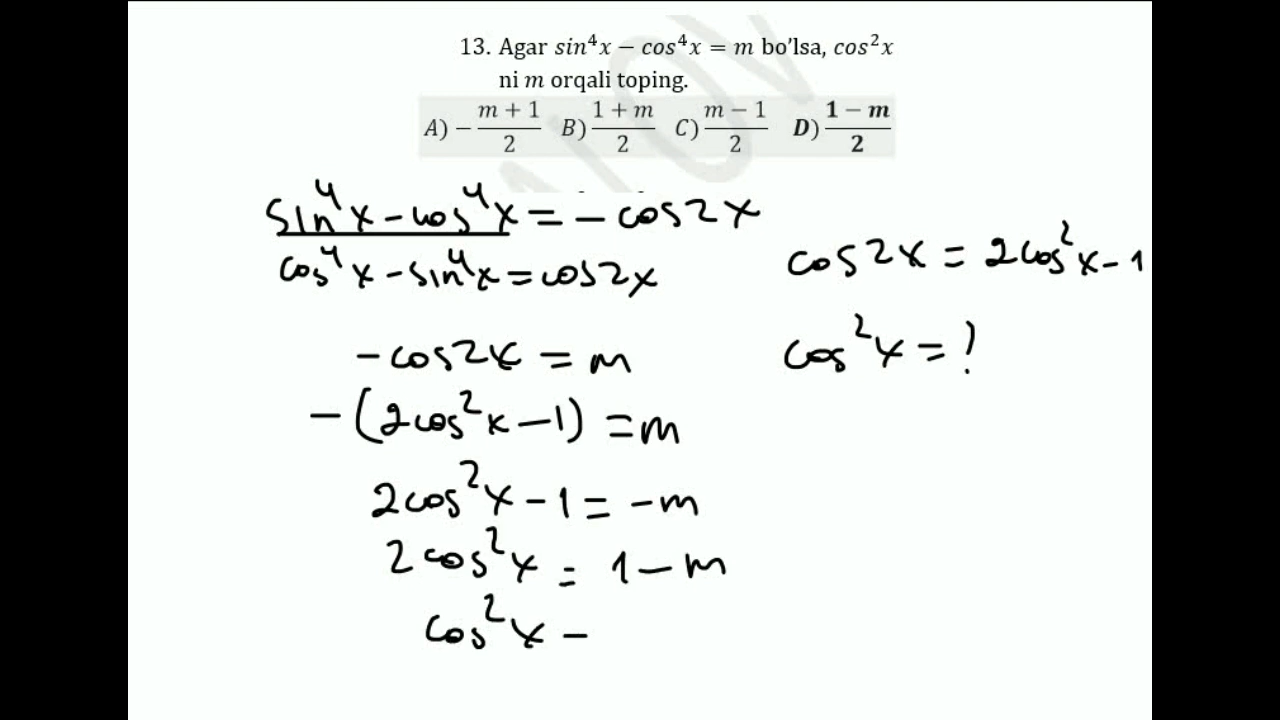 13. Agar sin⁴x − cos⁴x = m bo'lsa, cos²x
ni m orqali toping.
A) −(m + 1)/2 B) (1 + m)/2 C) (m − 1)/2 D) (1 − m)/2
sin⁴x - cos⁴x = - cos2x
cos⁴x - sin⁴x = cos2x
cos2x = 2cos²x - 1
- cos2x = m
cos²x = ?
- (2cos²x - 1) = m
2cos²x - 1 = -m
2cos²x = 1 - m
cos²x -